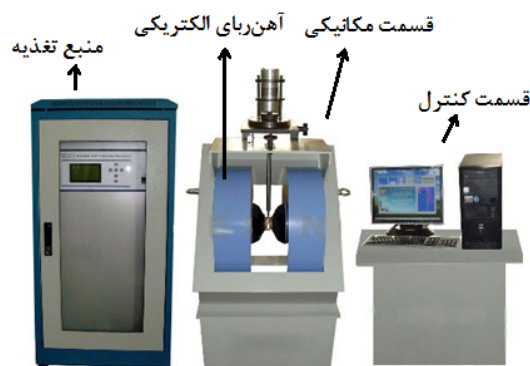 قسمت مکانیکی
آهن‌ربای الکتریکی
منبع تغذیه
قسمت کنترل